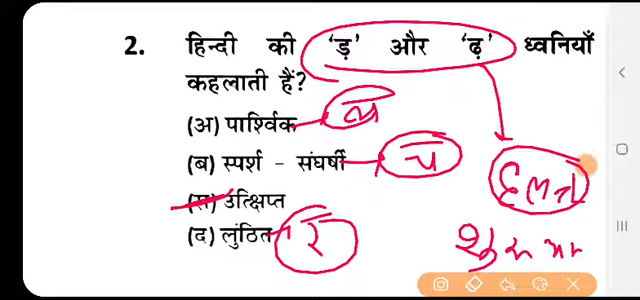 2. हिन्दी की 'ड़' और 'ढ़' ध्वनियाँ
कहलाती हैं?
(अ) पार्श्विक
(ब) स्पर्श - संघर्षी च
(स) उत्क्षिप्त
(द) लुंठित र